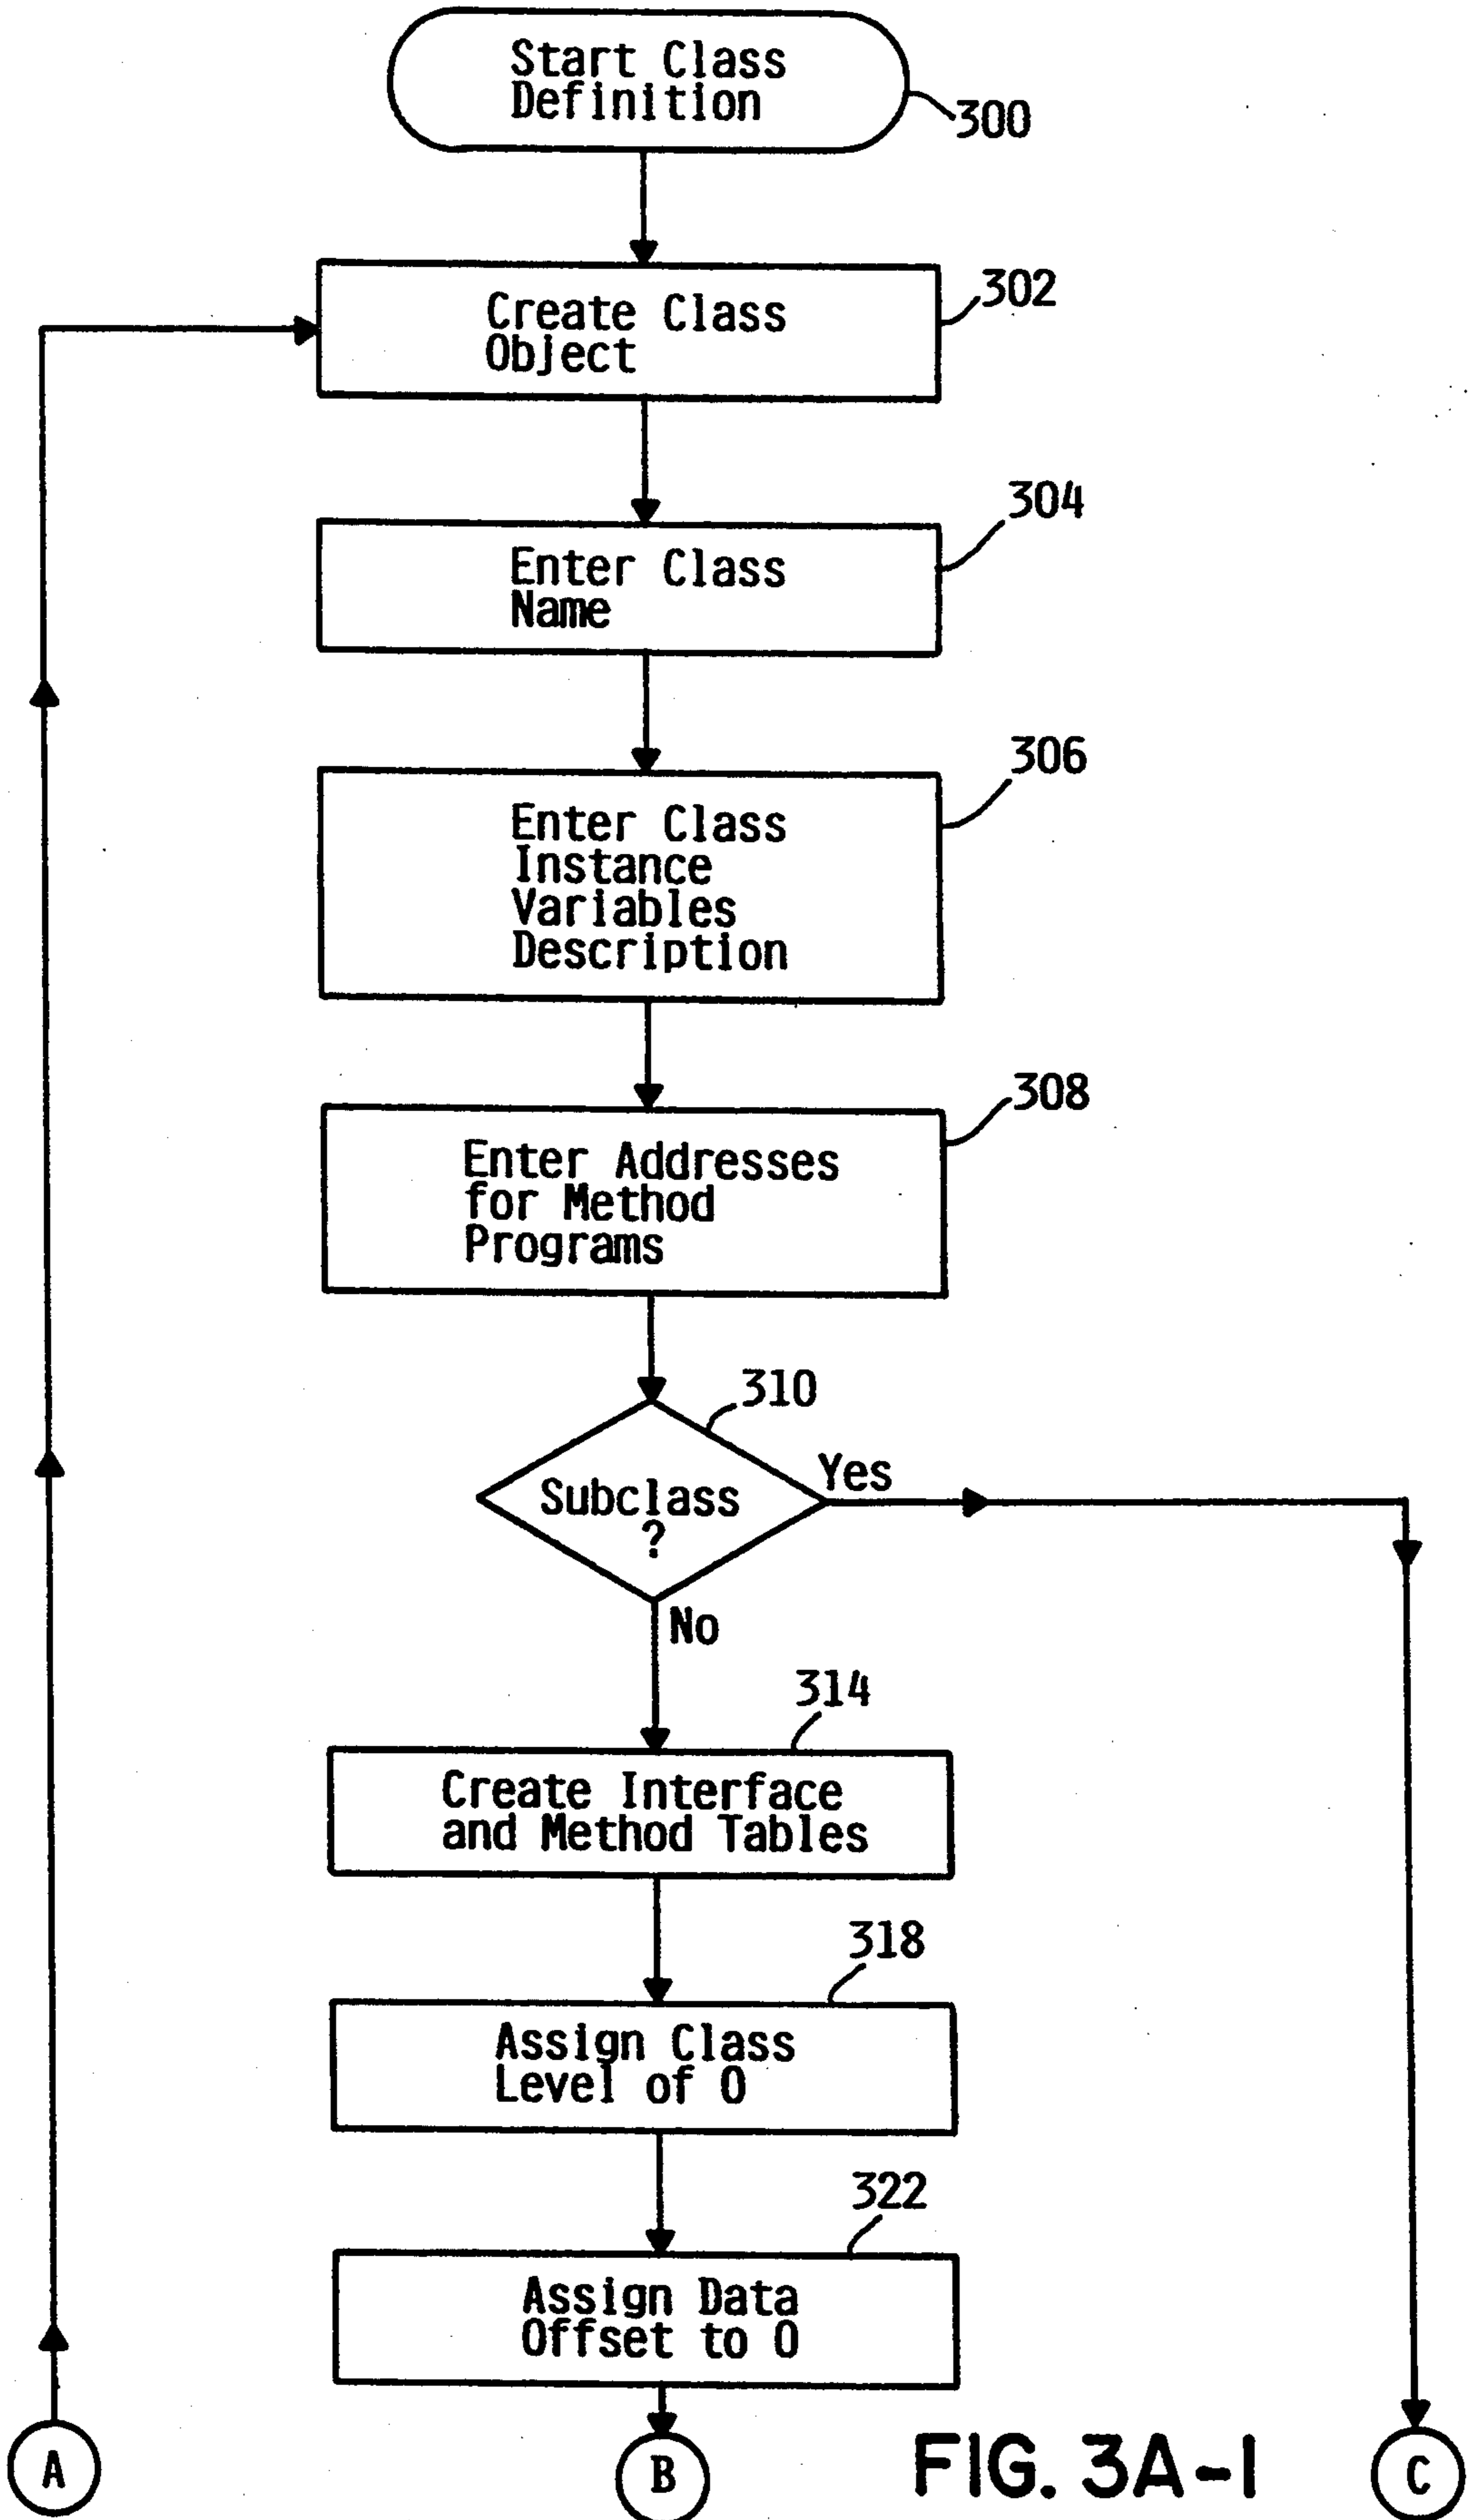 Start Class
Definition
300
Create Class
Object
302
304
Enter Class
Name
306
Enter Class
Instance
Variables
Description
308
Enter Addresses
for Method
Programs
310
Subclass
?
Yes
No
314
Create Interface
and Method Tables
318
Assign Class
Level of 0
322
Assign Data
Offset to 0
A
B
FIG. 3A-1
C